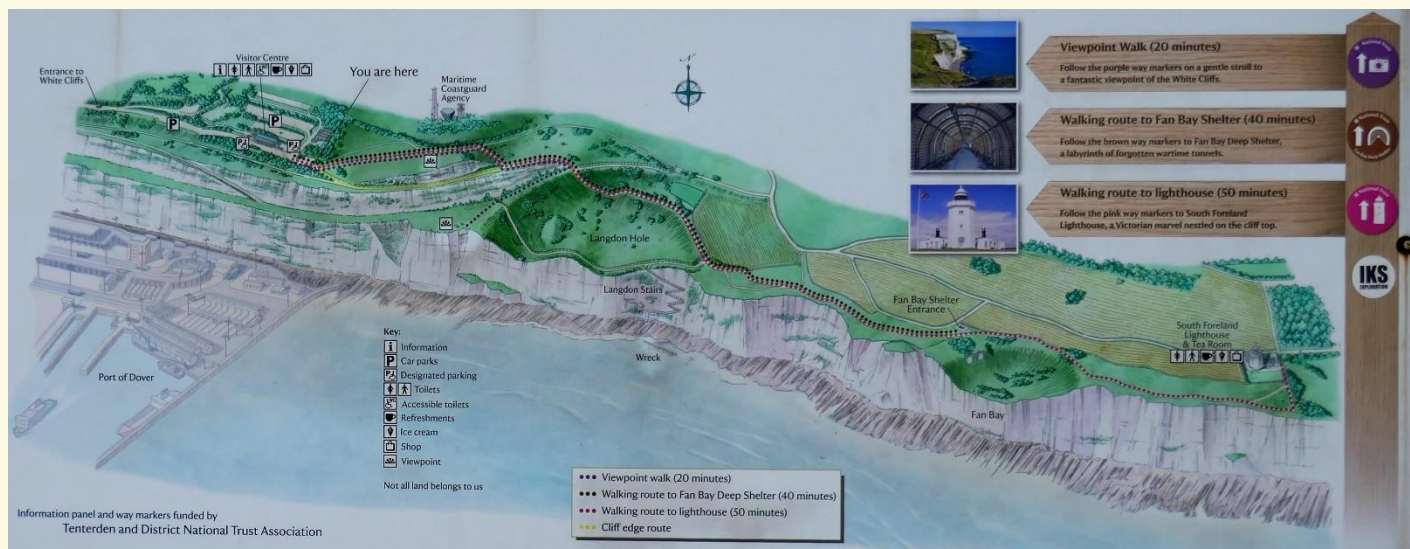 Entrance to
White Cliffs
Visitor Centre
You are here
Maritime
Coastguard
Agency
N
P
P
Langdon Hole
Langdon Stairs
Wreck
Port of Dover
Fan Bay Shelter
Entrance
Fan Bay
South Foreland
Lighthouse
& Tea Room
Viewpoint Walk (20 minutes)
Follow the purple way markers on a gentle stroll to
a fantastic viewpoint of the White Cliffs.
Walking route to Fan Bay Shelter (40 minutes)
Follow the brown way markers to Fan Bay Deep Shelter,
a labyrinth of forgotten wartime tunnels.
Walking route to lighthouse (50 minutes)
Follow the pink way markers to South Foreland
Lighthouse, a Victorian marvel nestled on the cliff top.
National Trust
National Trust
National Trust
IKS
EXPLORATION
Key:
i Information
P Car parks
P Designated parking
Toilets
WC Accessible toilets
Refreshments
Ice cream
Shop
Viewpoint
Not all land belongs to us
Viewpoint walk (20 minutes)
Walking route to Fan Bay Deep Shelter (40 minutes)
Walking route to lighthouse (50 minutes)
Cliff edge route
Information panel and way markers funded by
Tenterden and District National Trust Association